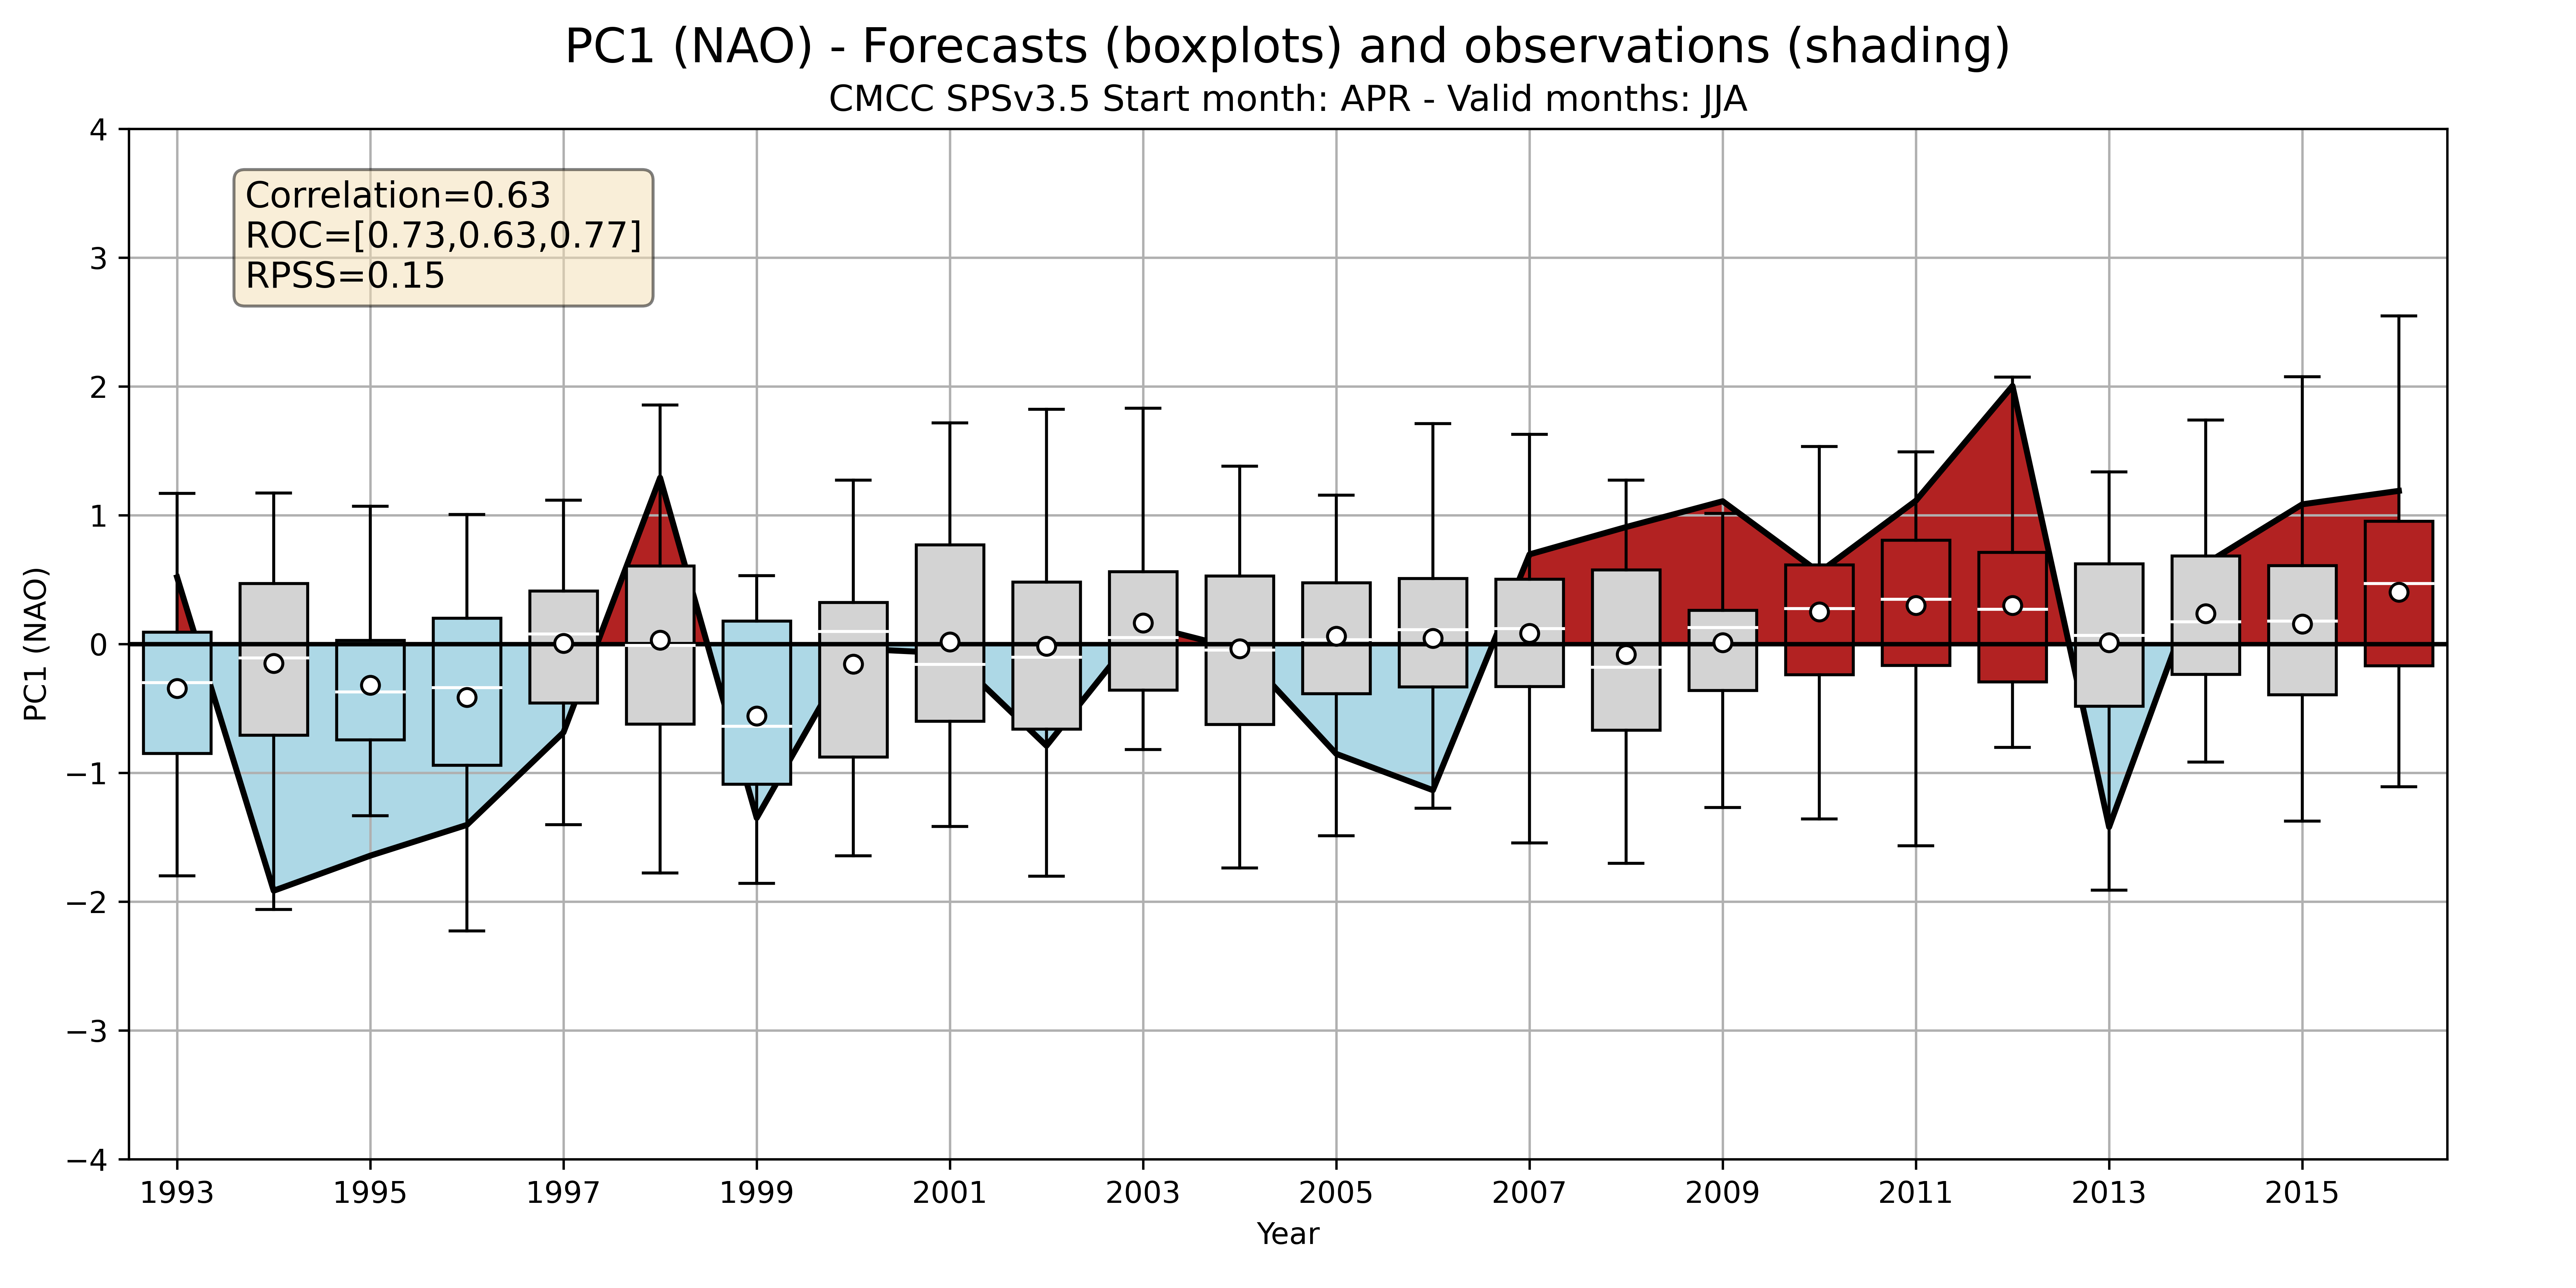 PC1 (NAO) - Forecasts (boxplots) and observations (shading)
CMCC SPSv3.5 Start month: APR - Valid months: JJA
Correlation=0.63
ROC=[0.73,0.63,0.77]
RPSS=0.15
PC1 (NAO)
4
3
2
1
0
−1
−2
−3
−4
1993 1995 1997 1999 2001 2003 2005 2007 2009 2011 2013 2015
Year